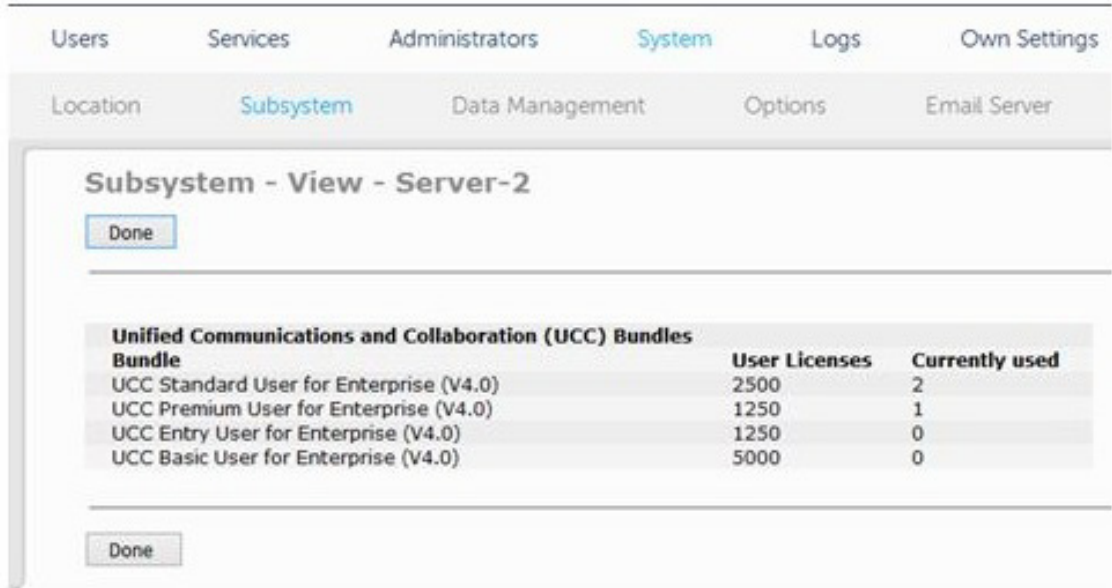 Users Services Administrators System Logs Own Settings
Location Subsystem Data Management Options Email Server
Subsystem - View - Server-2
Done
Unified Communications and Collaboration (UCC) Bundles
Bundle User Licenses Currently used
UCC Standard User for Enterprise (V4.0) 2500 2
UCC Premium User for Enterprise (V4.0) 1250 1
UCC Entry User for Enterprise (V4.0) 1250 0
UCC Basic User for Enterprise (V4.0) 5000 0
Done